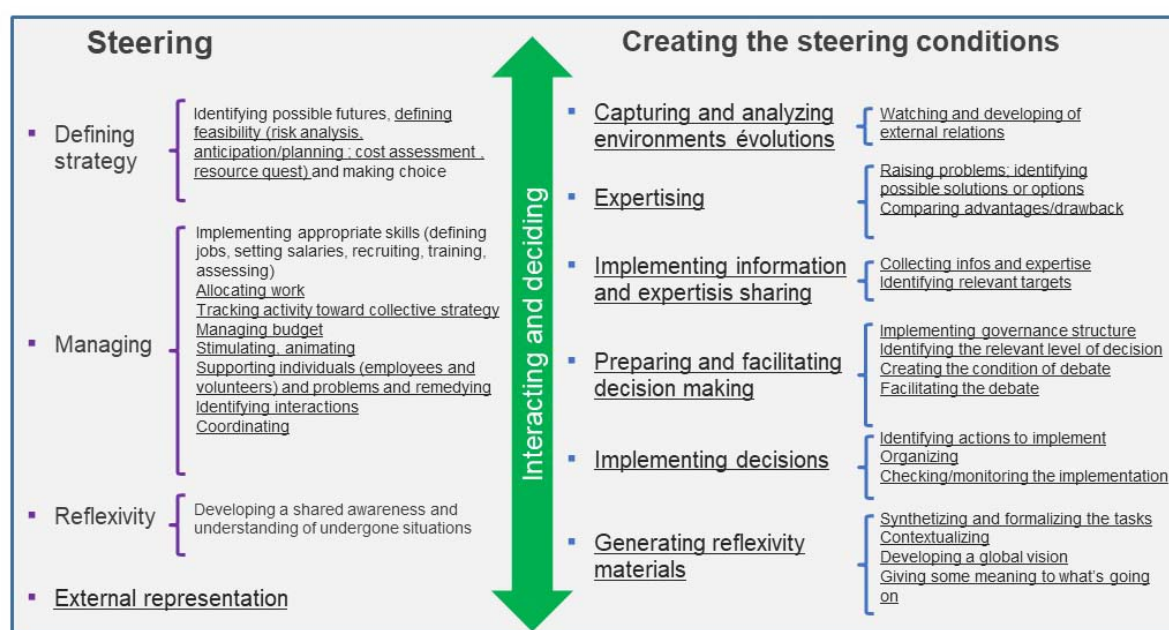 Steering
Defining
strategy
Identifying possible futures, defining
feasibility (risk analysis,
anticipation/planning ; cost assessment ,
resource quest) and making choice
Managing
Implementing appropriate skills (defining
jobs, setting salaries, recruiting, training,
assessing)
Allocating work
Tracking activity toward collective strategy
Managing budget
Stimulating, animating
Supporting individuals (employees and
volunteers) and problems and remedying
Identifying interactions
Coordinating
Reflexivity
Developing a shared awareness and
understanding of undergone situations
External representation
Interacting and deciding
Creating the steering conditions
Capturing and analyzing
environments évolutions
Watching and developing of
external relations
Expertising
Raising problems; identifying
possible solutions or options
Comparing advantages/drawback
Implementing information
and expertisis sharing
Collecting infos and expertise
Identifying relevant targets
Preparing and facilitating
decision making
Implementing governance structure
Identifying the relevant level of decision
Creating the condition of debate
Facilitating the debate
Implementing decisions
Identifying actions to implement
Organizing
Checking/monitoring the implementation
Generating reflexivity
materials
Synthetizing and formalizing the tasks
Contextualizing
Developing a global vision
Giving some meaning to what's going
on